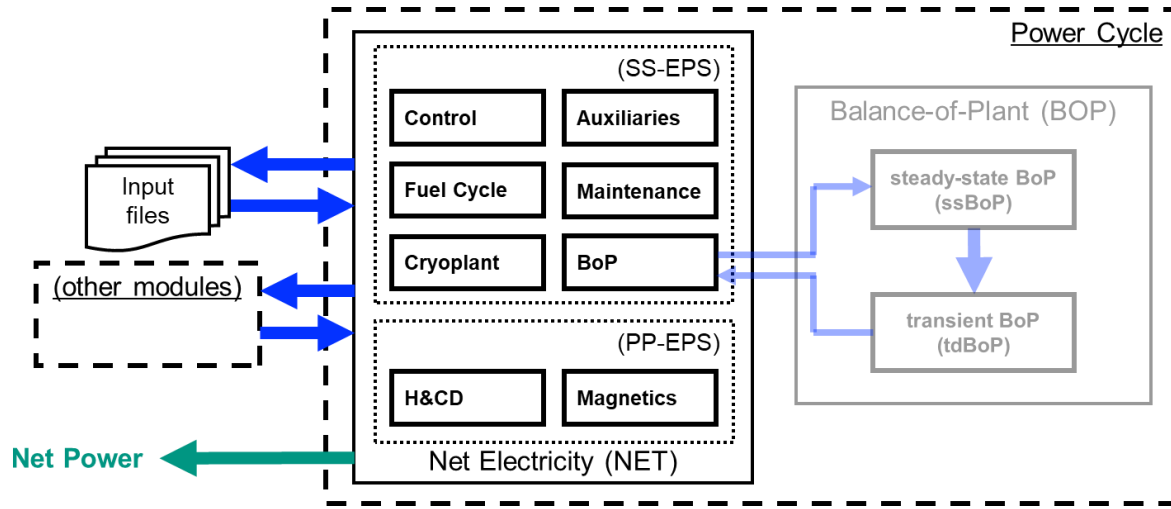 Power Cycle
(SS-EPS)
Control
Auxiliaries
Fuel Cycle
Maintenance
Cryoplant
BoP
(PP-EPS)
H&CD
Magnetics
Net Electricity (NET)
Input
files
(other modules)
Net Power
Balance-of-Plant (BOP)
steady-state BoP
(ssBoP)
transient BoP
(tdBoP)